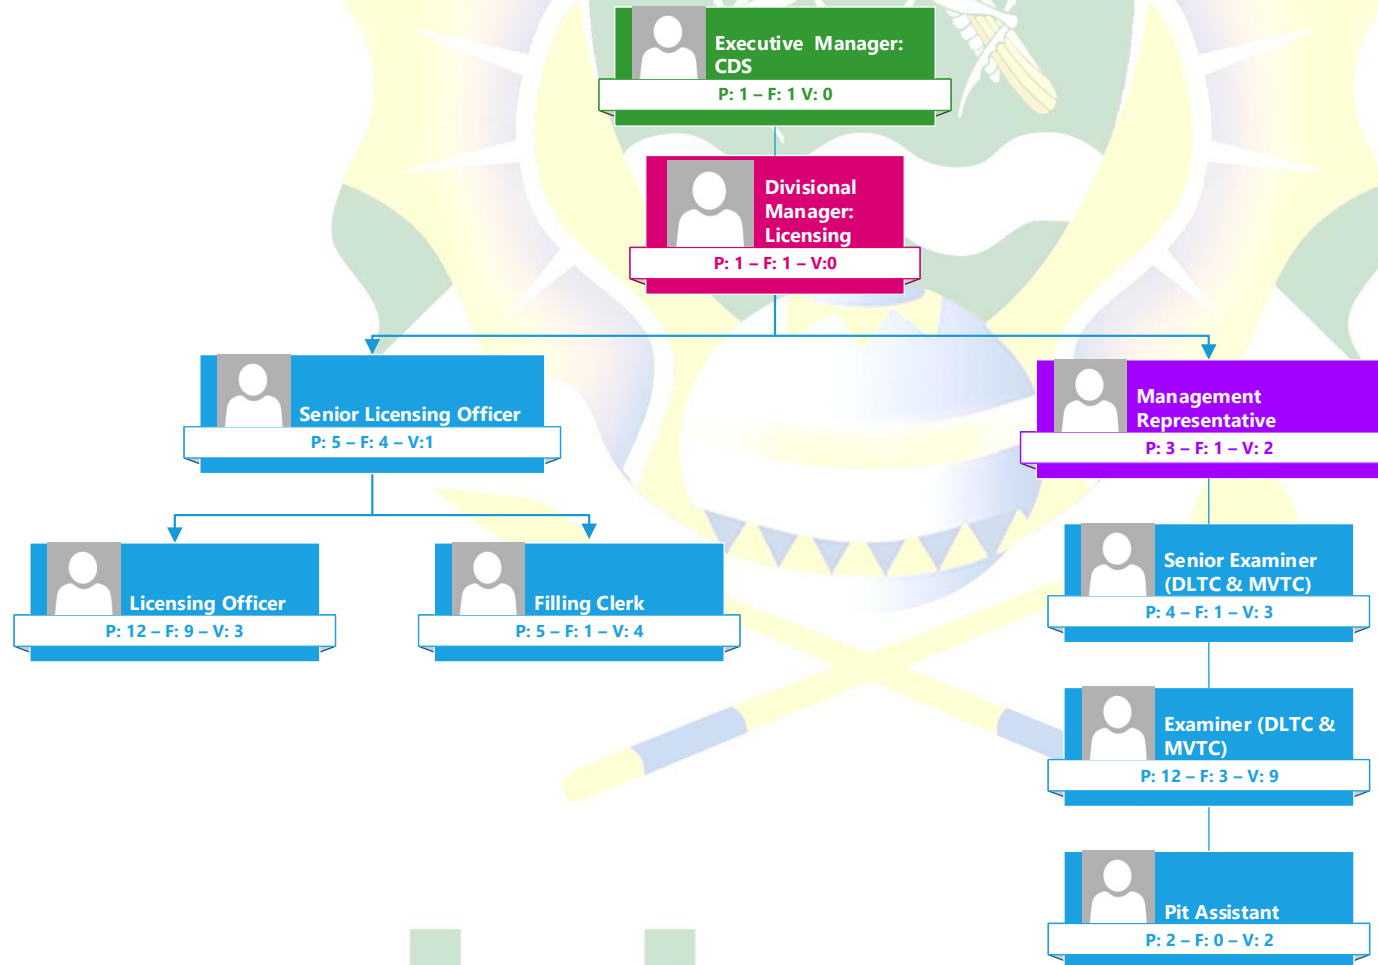 Executive Manager:
CDS
P: 1 – F: 1 V: 0
Divisional
Manager:
Licensing
P: 1 – F: 1 – V:0
Senior Licensing Officer
P: 5 – F: 4 – V:1
Management
Representative
P: 3 – F: 1 – V: 2
Licensing Officer
P: 12 – F: 9 – V: 3
Filling Clerk
P: 5 – F: 1 – V: 4
Senior Examiner
(DLTC & MVTC)
P: 4 – F: 1 – V: 3
Examiner (DLTC &
MVTC)
P: 12 – F: 3 – V: 9
Pit Assistant
P: 2 – F: 0 – V: 2